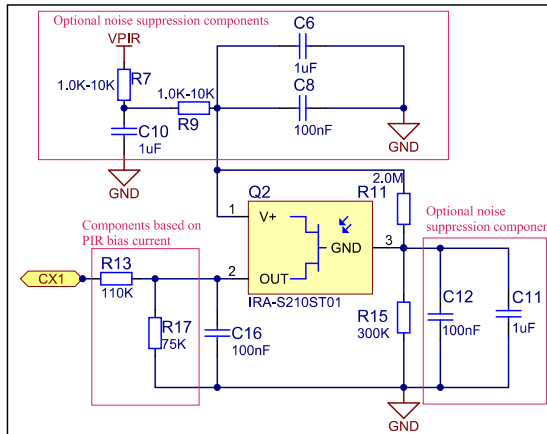 Optional noise suppression components
VPIR
C6
R7
1uF
1.0K-10K
1.0K-10K
C8
R9
100nF
C10
1uF
GND
GND
2.0M
Q2
R11
1
V+
Components based on
PIR bias current
Optional noise
suppression componen
GND
3
CX1
R13
2
OUT
110K
IRA-S210ST01
R17
75K
C16
100nF
R15
300K
C12
100nF
C11
1uF
GND